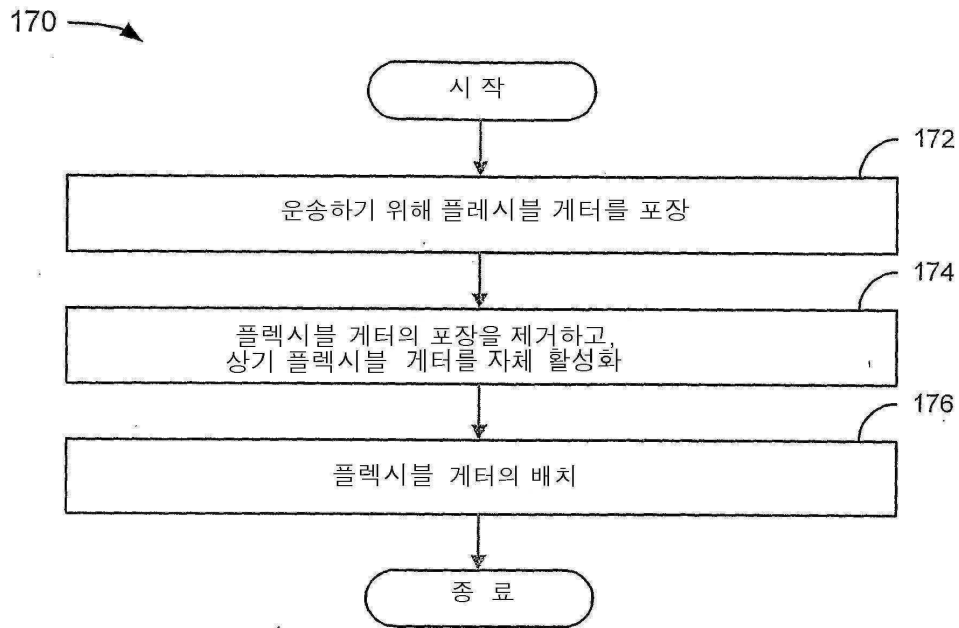 170
시 작
172
운송하기 위해 플레시블 게터를 포장
174
플렉시블 게터의 포장을 제거하고,
상기 플렉시블 게터를 자체 활성화
176
플렉시블 게터의 배치
종 료